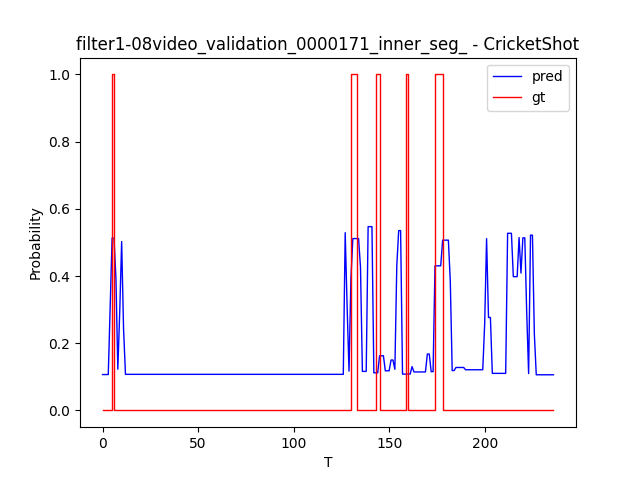 filter1-08video_validation_0000171_inner_seg_ - CricketShot
pred
gt
1.0
0.8
0.6
0.4
0.2
0.0
Probability
0
50
100
150
200
T